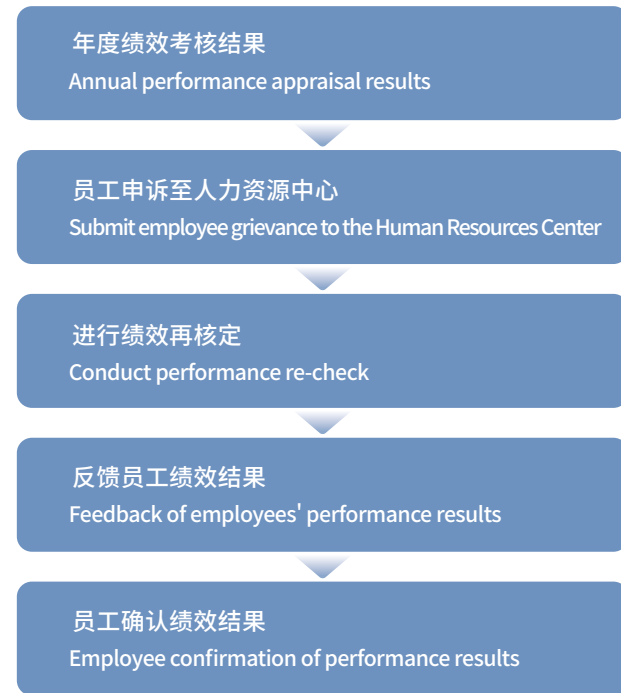 年度绩效考核结果
Annual performance appraisal results
员工申诉至人力资源中心
Submit employee grievance to the Human Resources Center
进行绩效再核定
Conduct performance re-check
反馈员工绩效结果
Feedback of employees' performance results
员工确认绩效结果
Employee confirmation of performance results